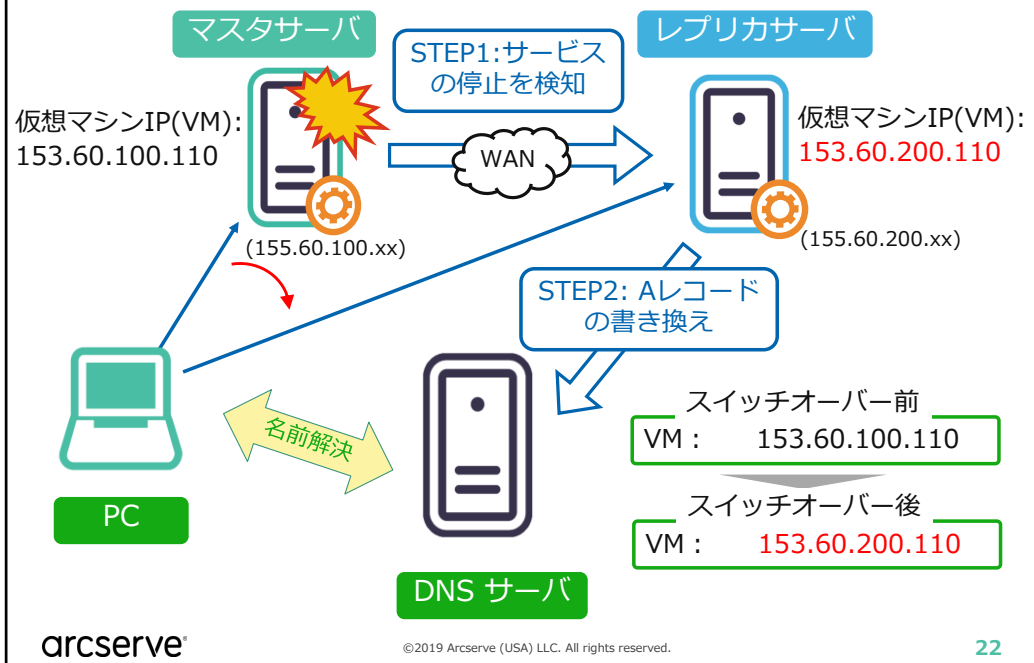 マスタサーバ
レプリカサーバ
STEP1:サービス
の停止を検知
仮想マシンIP(VM):
153.60.100.110
WAN
仮想マシンIP(VM):
153.60.200.110
(155.60.100.xx)
(155.60.200.xx)
STEP2: Aレコード
の書き換え
名前解決
スイッチオーバー前
VM : 153.60.100.110
スイッチオーバー後
VM : 153.60.200.110
PC
DNS サーバ
arcserve®
©2019 Arcserve (USA) LLC. All rights reserved.
22